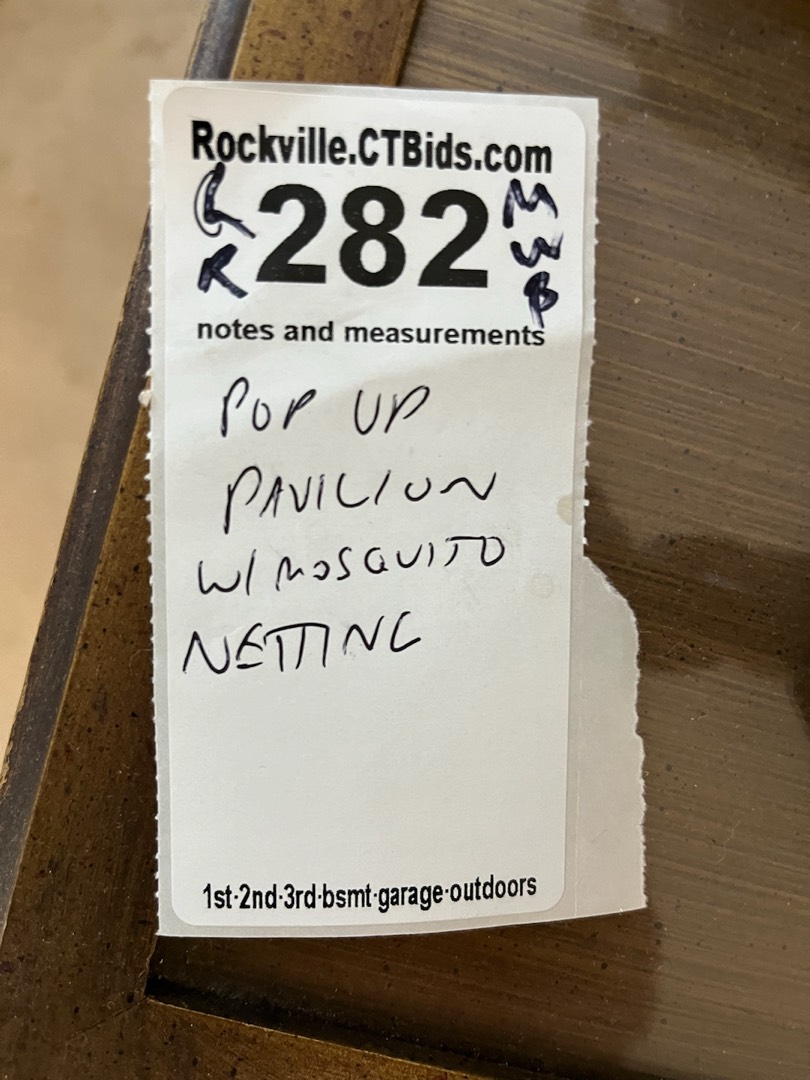 Rockville.CTBids.com
282
R
M
W
B
notes and measurements
POP UP
PAVILION
W/ MOSQUITO
NETTING
1st·2nd·3rd·bsmt·garage·outdoors